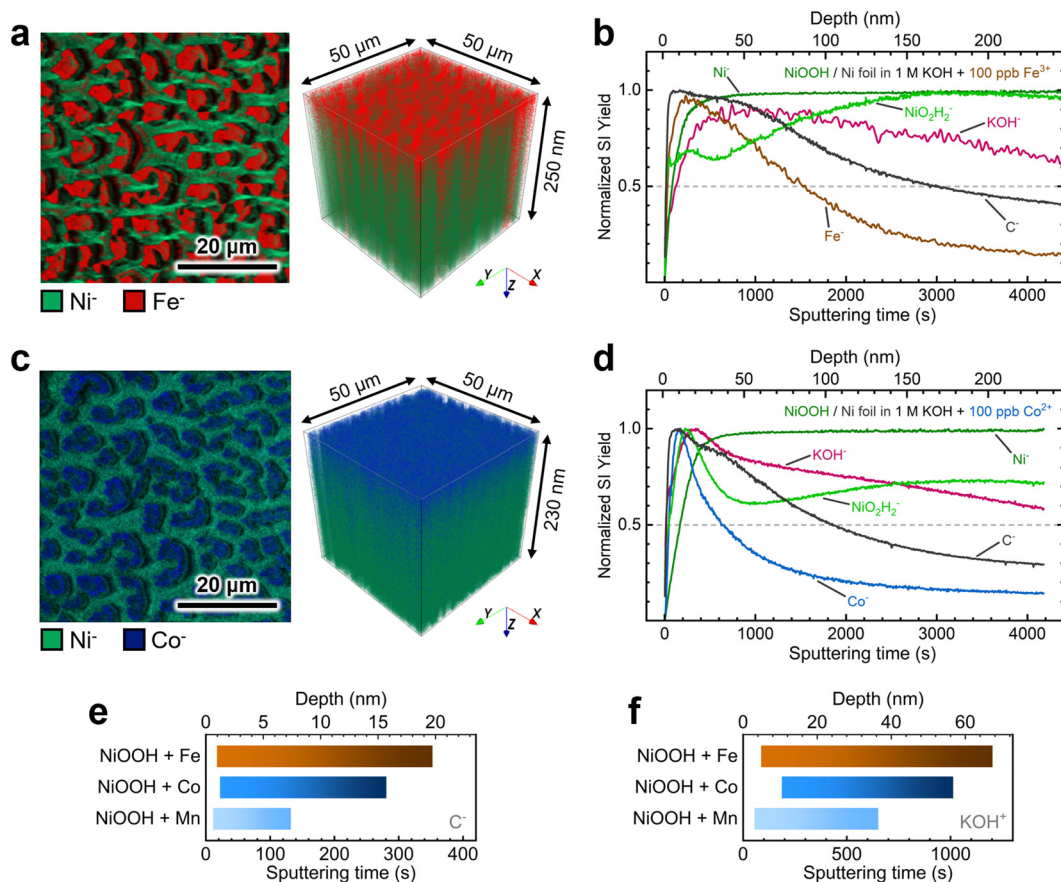 a
50 µm
50 µm
250 nm
Y
Z
X
20 µm
Ni⁻
Fe⁻
b
Depth (nm)
0
50
100
150
200
Normalized SI Yield
1.0
0.5
Ni⁻
NiOOH / Ni foil in 1 M KOH + 100 ppb Fe³⁺
NiO₂H₂⁻
KOH⁻
C⁻
Fe⁻
0
1000
2000
3000
4000
Sputtering time (s)
c
50 µm
50 µm
230 nm
Y
Z
X
20 µm
Ni⁻
Co⁻
d
Depth (nm)
0
50
100
150
200
Normalized SI Yield
1.0
0.5
NiOOH / Ni foil in 1 M KOH + 100 ppb Co²⁺
KOH⁻
Ni⁻
NiO₂H₂⁻
C⁻
Co⁻
0
1000
2000
3000
4000
Sputtering time (s)
e
Depth (nm)
0
5
10
15
20
NiOOH + Fe
NiOOH + Co
NiOOH + Mn
C⁻
0
100
200
300
400
Sputtering time (s)
f
Depth (nm)
0
20
40
60
NiOOH + Fe
NiOOH + Co
NiOOH + Mn
KOH⁺
0
500
1000
Sputtering time (s)